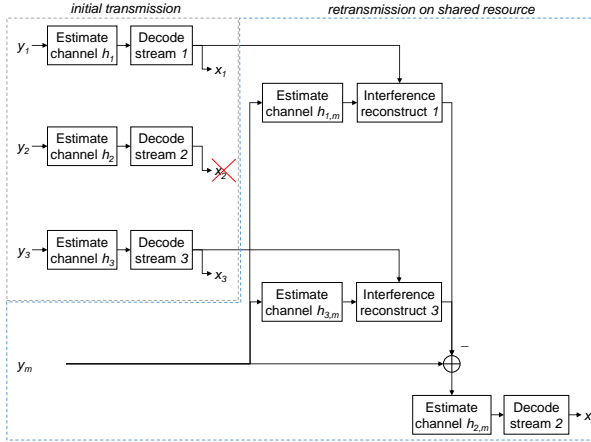 initial transmission
retransmission on shared resource
y1
Estimate
channel h1
Decode
stream 1
x1
Estimate
channel h1,m
Interference
reconstruct 1
y2
Estimate
channel h2
Decode
stream 2
x2
y3
Estimate
channel h3
Decode
stream 3
x3
Estimate
channel h3,m
Interference
reconstruct 3
–
ym
Estimate
channel h2,m
Decode
stream 2
x